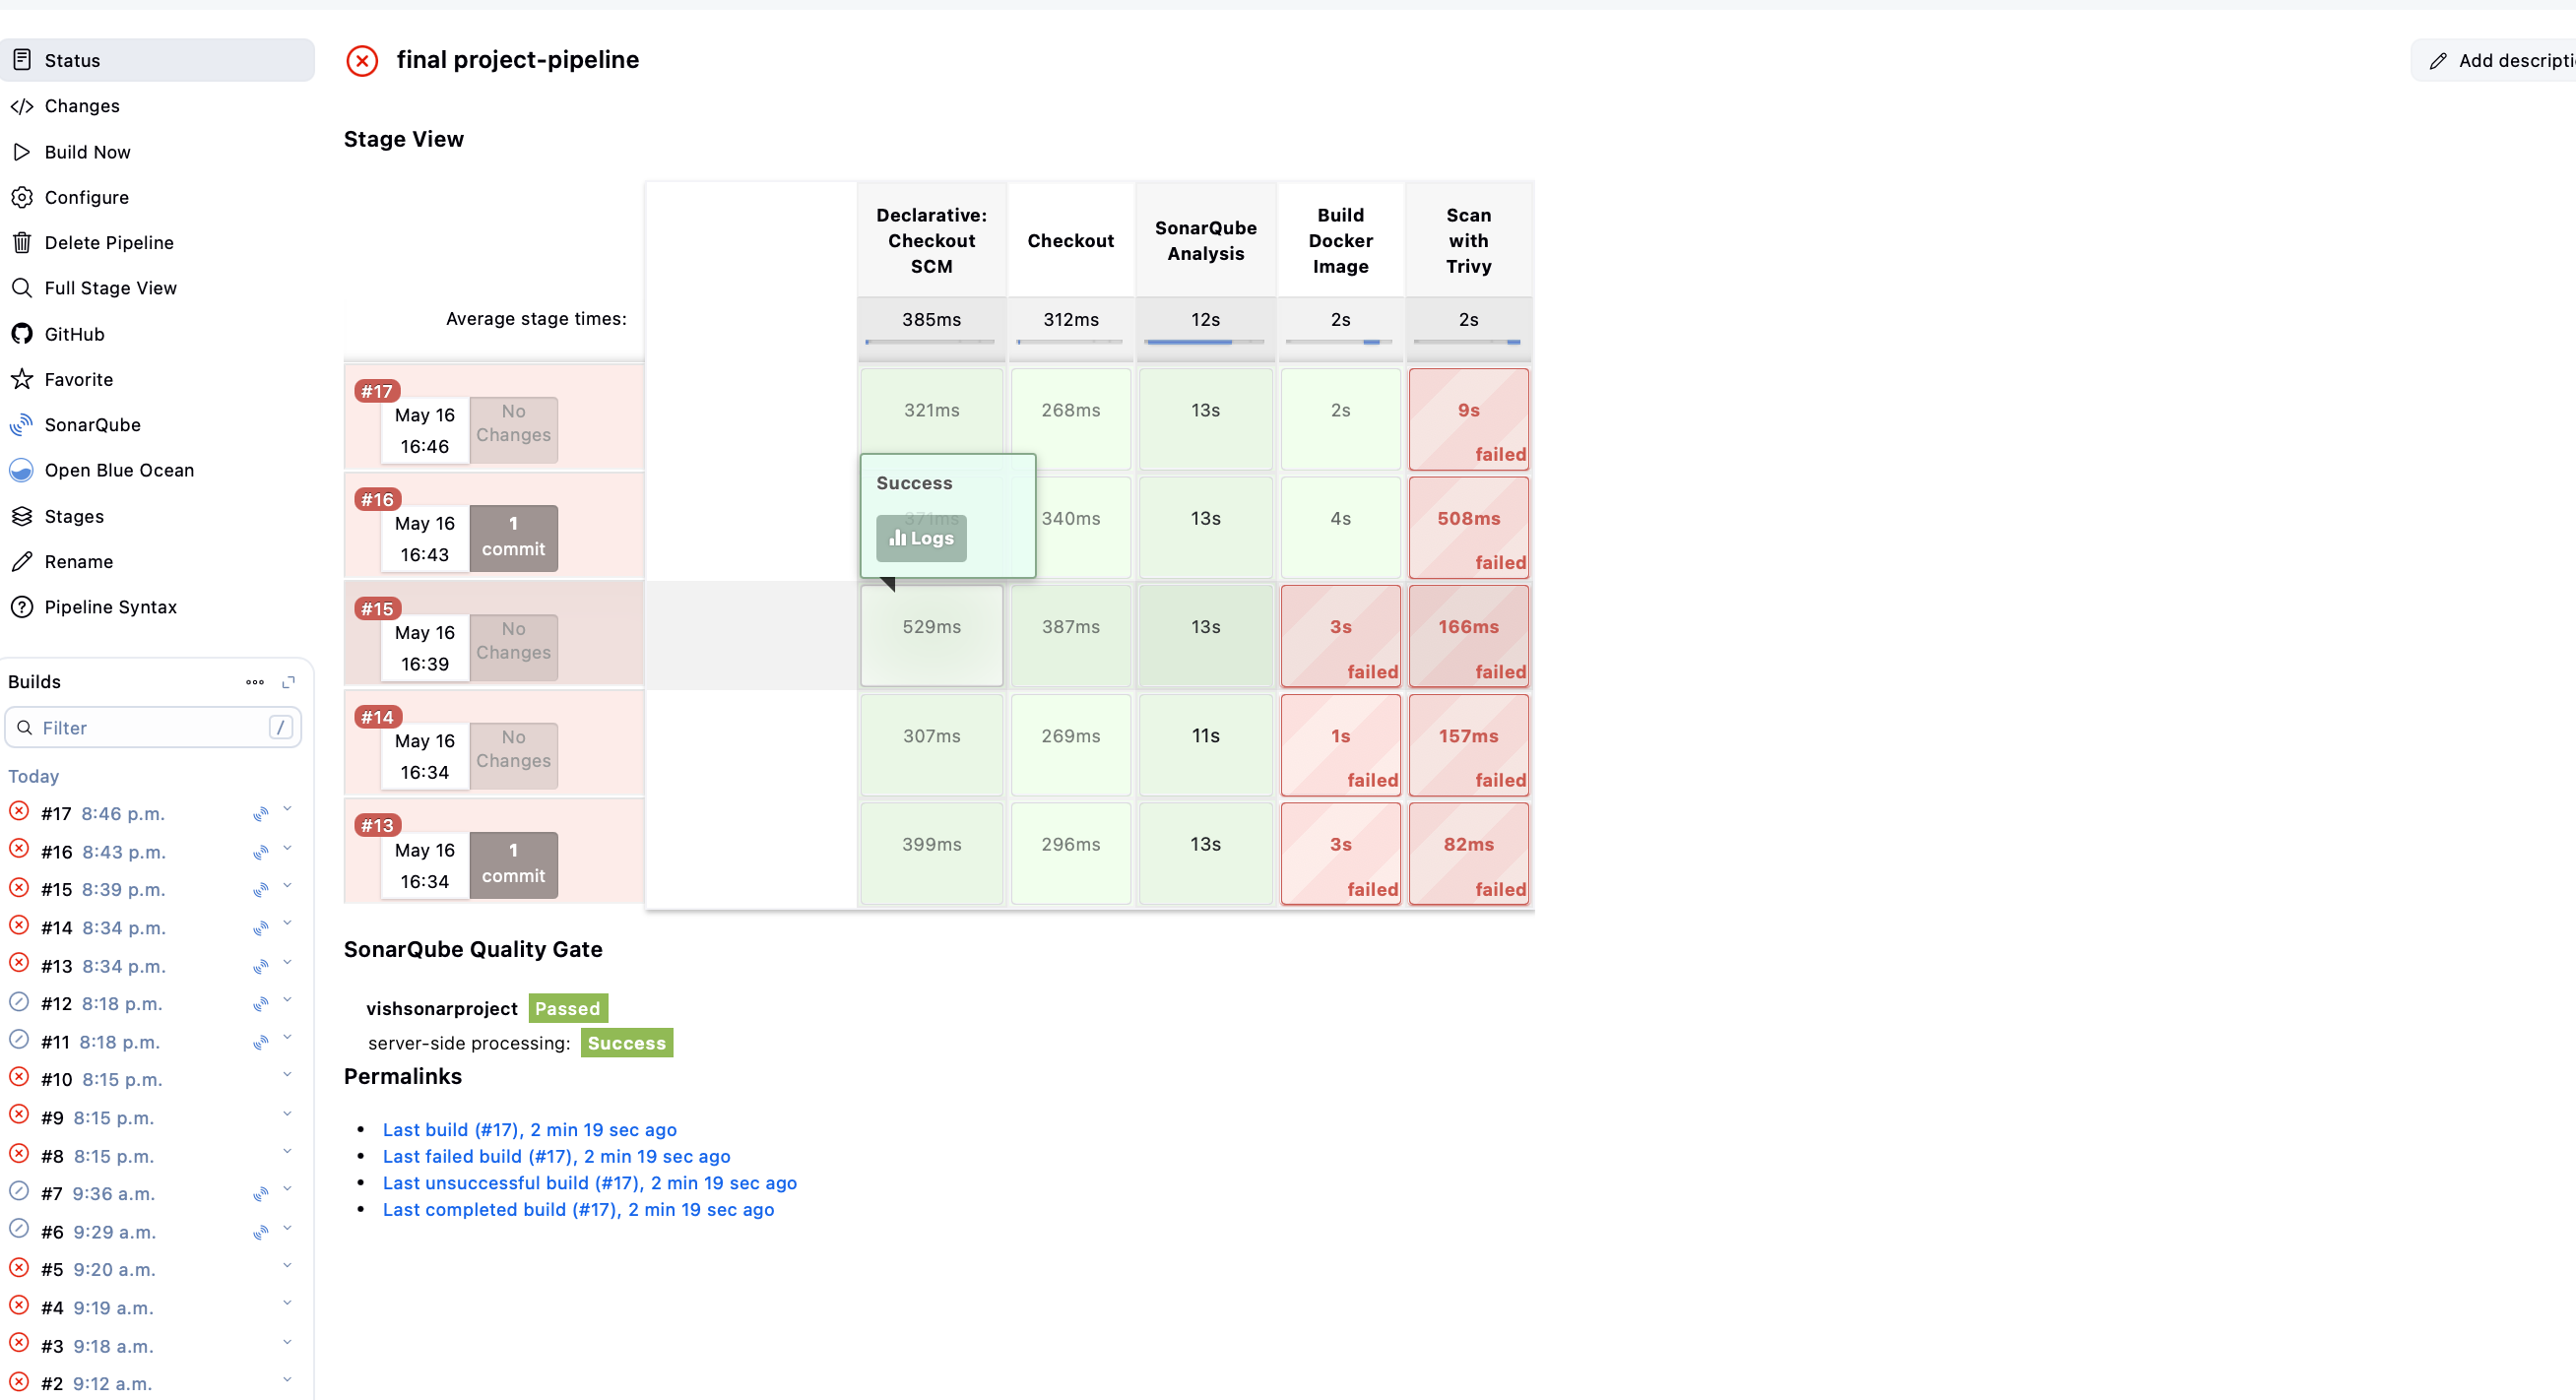 Status
Changes
Build Now
Configure
Delete Pipeline
Full Stage View
GitHub
Favorite
SonarQube
Open Blue Ocean
Stages
Rename
Pipeline Syntax
Builds
Filter /
Today
#17 8:46 p.m.
#16 8:43 p.m.
#15 8:39 p.m.
#14 8:34 p.m.
#13 8:34 p.m.
#12 8:18 p.m.
#11 8:18 p.m.
#10 8:15 p.m.
#9 8:15 p.m.
#8 8:15 p.m.
#7 9:36 a.m.
#6 9:29 a.m.
#5 9:20 a.m.
#4 9:19 a.m.
#3 9:18 a.m.
#2 9:12 a.m.
final project-pipeline
Add descripti
Stage View
Declarative:
Checkout
SCM
Checkout
SonarQube
Analysis
Build
Docker
Image
Scan
with
Trivy
Average stage times:
385ms 312ms 12s 2s 2s
#17
May 16
16:46
No
Changes
321ms 268ms 13s 2s 9s
failed
#16
May 16
16:43
1
commit
371ms 340ms 13s 4s 508ms
failed
Success
Logs
#15
May 16
16:39
No
Changes
529ms 387ms 13s 3s 166ms
failed failed
#14
May 16
16:34
No
Changes
307ms 269ms 11s 1s 157ms
failed failed
#13
May 16
16:34
1
commit
399ms 296ms 13s 3s 82ms
failed failed
SonarQube Quality Gate
vishsonarproject Passed
server-side processing: Success
Permalinks
Last build (#17), 2 min 19 sec ago
Last failed build (#17), 2 min 19 sec ago
Last unsuccessful build (#17), 2 min 19 sec ago
Last completed build (#17), 2 min 19 sec ago